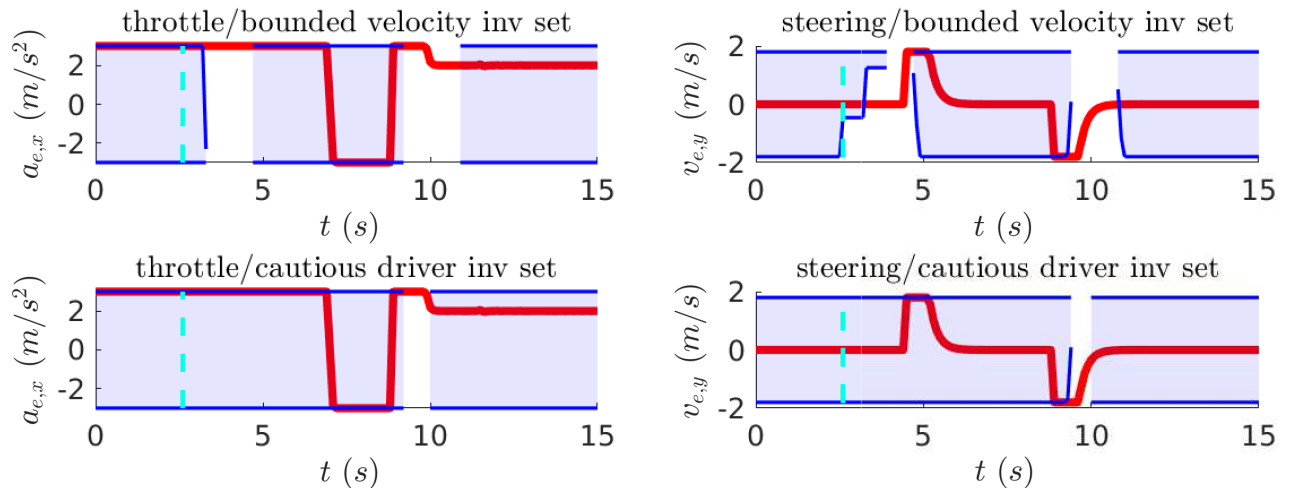 throttle/bounded velocity inv set
a_{e,x} (m/s^2)
2
0
-2
0 5 10 15
t (s)
steering/bounded velocity inv set
v_{e,y} (m/s)
2
0
-2
0 5 10 15
t (s)
throttle/cautious driver inv set
a_{e,x} (m/s^2)
2
0
-2
0 5 10 15
t (s)
steering/cautious driver inv set
v_{e,y} (m/s)
2
0
-2
0 5 10 15
t (s)